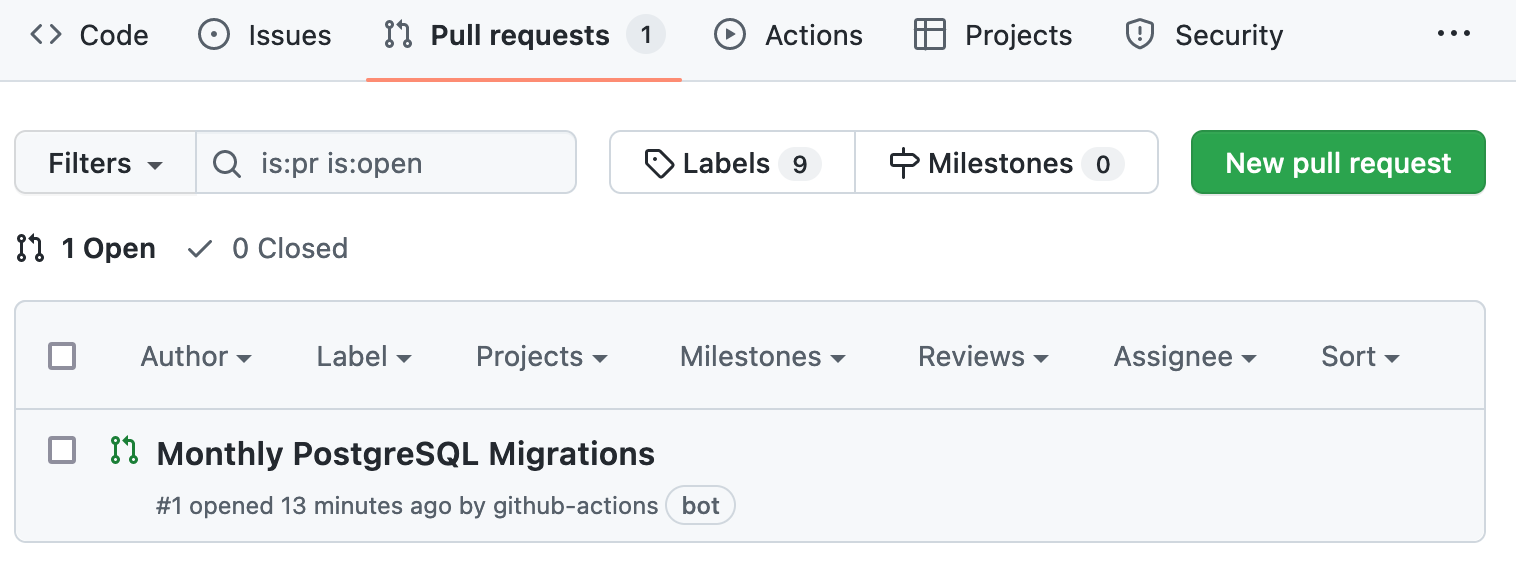 Code Issues Pull requests 1 Actions Projects Security ...
Filters is:pr is:open Labels 9 Milestones 0 New pull request
1 Open 0 Closed
Author Label Projects Milestones Reviews Assignee Sort
Monthly PostgreSQL Migrations
#1 opened 13 minutes ago by github-actions bot